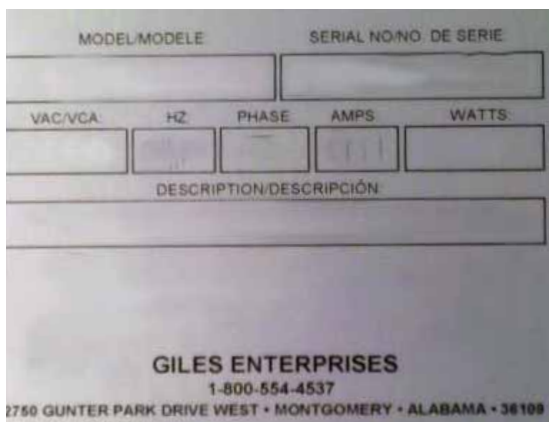 MODEL/MODELE SERIAL NO/NO. DE SERIE
VAC/VCA: HZ: PHASE AMPS: WATTS:
DESCRIPTION/DESCRIPCIÓN:
GILES ENTERPRISES
1-800-554-4537
2750 GUNTER PARK DRIVE WEST • MONTGOMERY • ALABAMA • 36109